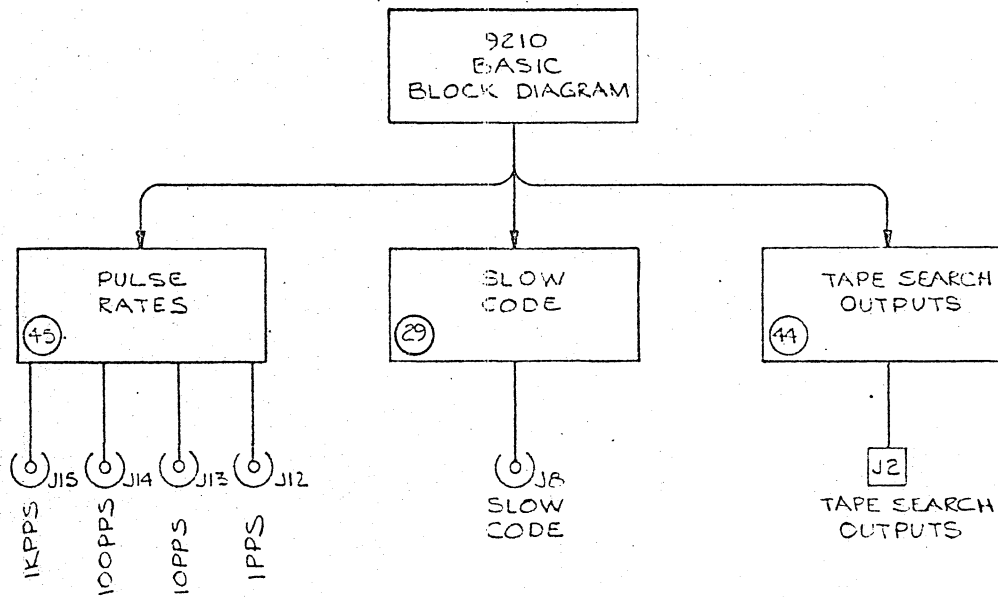 9210
BASIC
BLOCK DIAGRAM
PULSE
RATES
45
SLOW
CODE
29
TAPE SEARCH
OUTPUTS
44
J15
J14
J13
J12
1KPPS
100PPS
10PPS
1PPS
J8
SLOW
CODE
J2
TAPE SEARCH
OUTPUTS